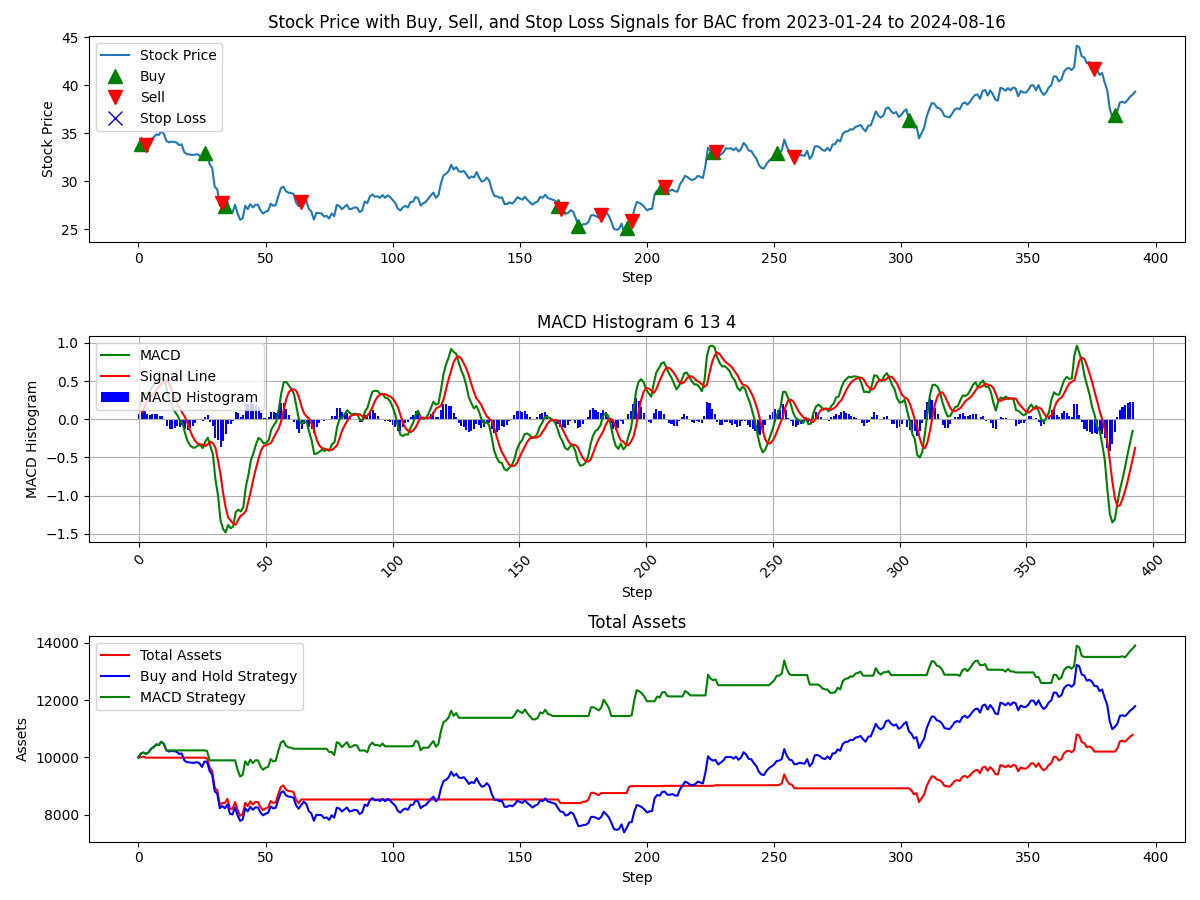 Stock Price with Buy, Sell, and Stop Loss Signals for BAC from 2023-01-24 to 2024-08-16
45
40
35
30
25
Stock Price
Stock Price
Buy
Sell
Stop Loss
0 50 100 150 200 250 300 350 400
Step
MACD Histogram 6 13 4
1.0
0.5
0.0
−0.5
−1.0
−1.5
MACD Histogram
MACD
Signal Line
MACD Histogram
0 50 100 150 200 250 300 350 400
Step
Total Assets
14000
12000
10000
8000
Assets
Total Assets
Buy and Hold Strategy
MACD Strategy
0 50 100 150 200 250 300 350 400
Step